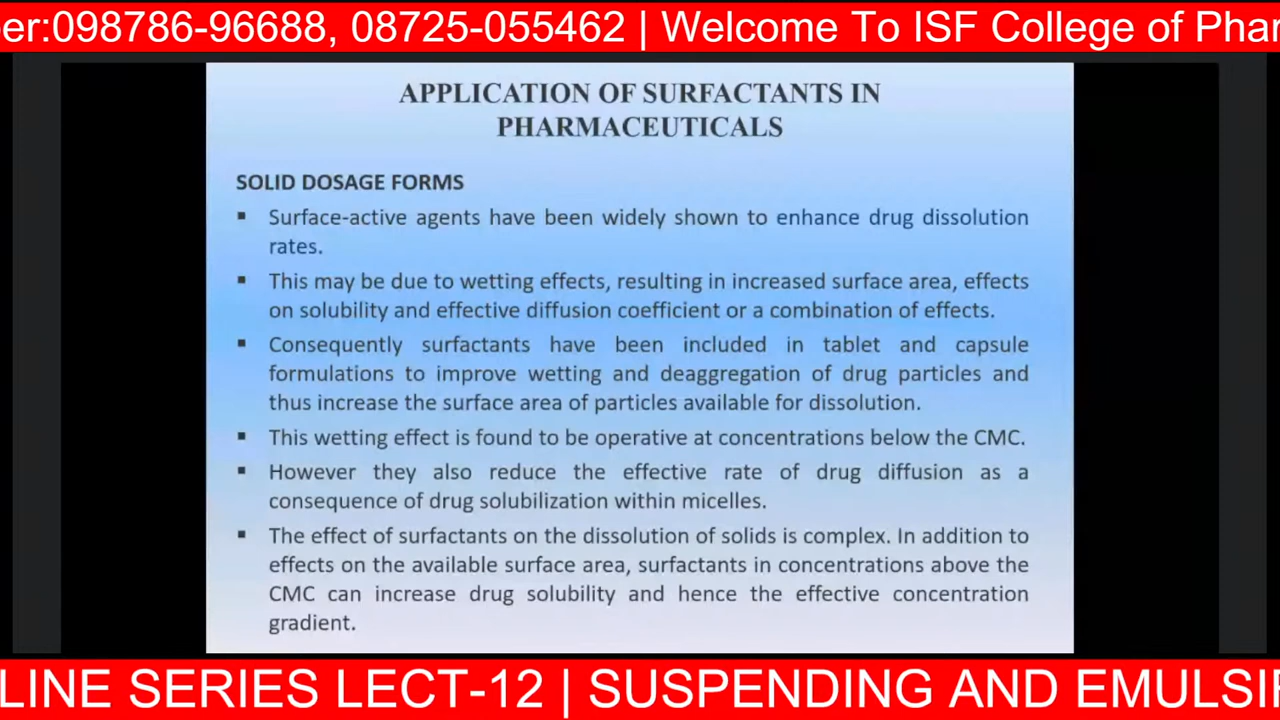 er:098786-96688, 08725-055462 | Welcome To ISF College of Phar
APPLICATION OF SURFACTANTS IN
PHARMACEUTICALS
SOLID DOSAGE FORMS
▪ Surface-active agents have been widely shown to enhance drug dissolution
rates.
▪ This may be due to wetting effects, resulting in increased surface area, effects
on solubility and effective diffusion coefficient or a combination of effects.
▪ Consequently surfactants have been included in tablet and capsule
formulations to improve wetting and deaggregation of drug particles and
thus increase the surface area of particles available for dissolution.
▪ This wetting effect is found to be operative at concentrations below the CMC.
▪ However they also reduce the effective rate of drug diffusion as a
consequence of drug solubilization within micelles.
▪ The effect of surfactants on the dissolution of solids is complex. In addition to
effects on the available surface area, surfactants in concentrations above the
CMC can increase drug solubility and hence the effective concentration
gradient.
LINE SERIES LECT-12 | SUSPENDING AND EMULSI